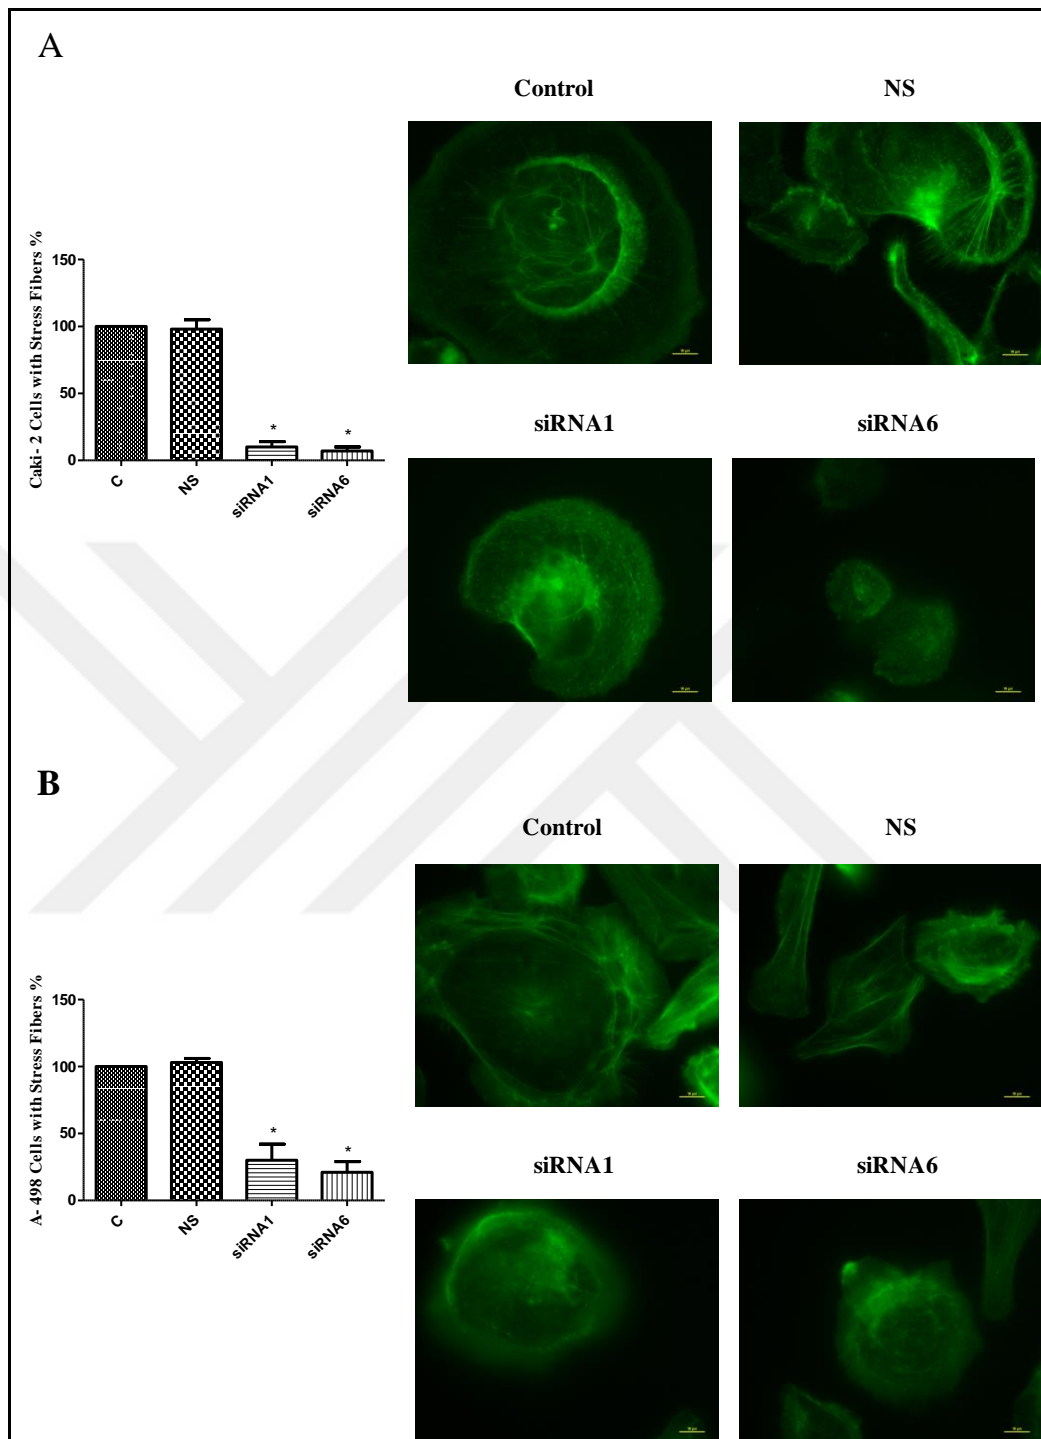 A
Control
NS
Caki- 2 Cells with Stress Fibers %
150
100
50
0
*
*
C
NS
siRNA1
siRNA6
siRNA1
siRNA6
B
Control
NS
A- 498 Cells with Stress Fibers %
150
100
50
0
*
*
C
NS
siRNA1
siRNA6
siRNA1
siRNA6